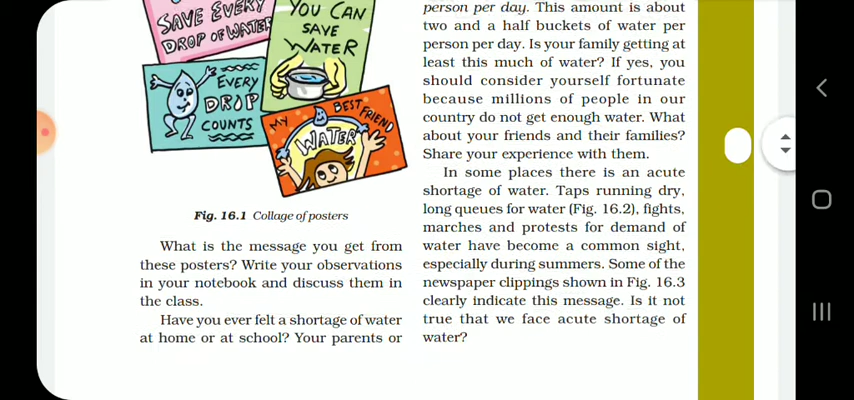 SAVE EVERY
DROP OF WATER
YOU CAN
SAVE
WATER
EVERY
DROP
COUNTS
MY BEST FRIEND
WATER
Fig. 16.1 Collage of posters
What is the message you get from
these posters? Write your observations
in your notebook and discuss them in
the class.
Have you ever felt a shortage of water
at home or at school? Your parents or
person per day. This amount is about
two and a half buckets of water per
person per day. Is your family getting at
least this much of water? If yes, you
should consider yourself fortunate
because millions of people in our
country do not get enough water. What
about your friends and their families?
Share your experience with them.
In some places there is an acute
shortage of water. Taps running dry,
long queues for water (Fig. 16.2), fights,
marches and protests for demand of
water have become a common sight,
especially during summers. Some of the
newspaper clippings shown in Fig. 16.3
clearly indicate this message. Is it not
true that we face acute shortage of
water?